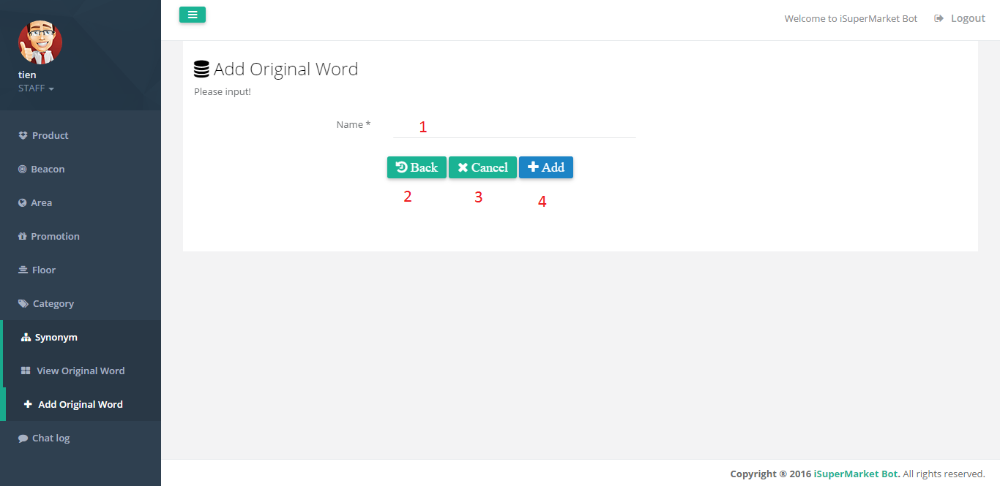 Welcome to iSuperMarket Bot Logout
tien
STAFF
Product
Beacon
Area
Promotion
Floor
Category
Synonym
View Original Word
Add Original Word
Chat log
Add Original Word
Please input!
Name * 1
Back Cancel Add
2 3 4
Copyright ® 2016 iSuperMarket Bot. All rights reserved.